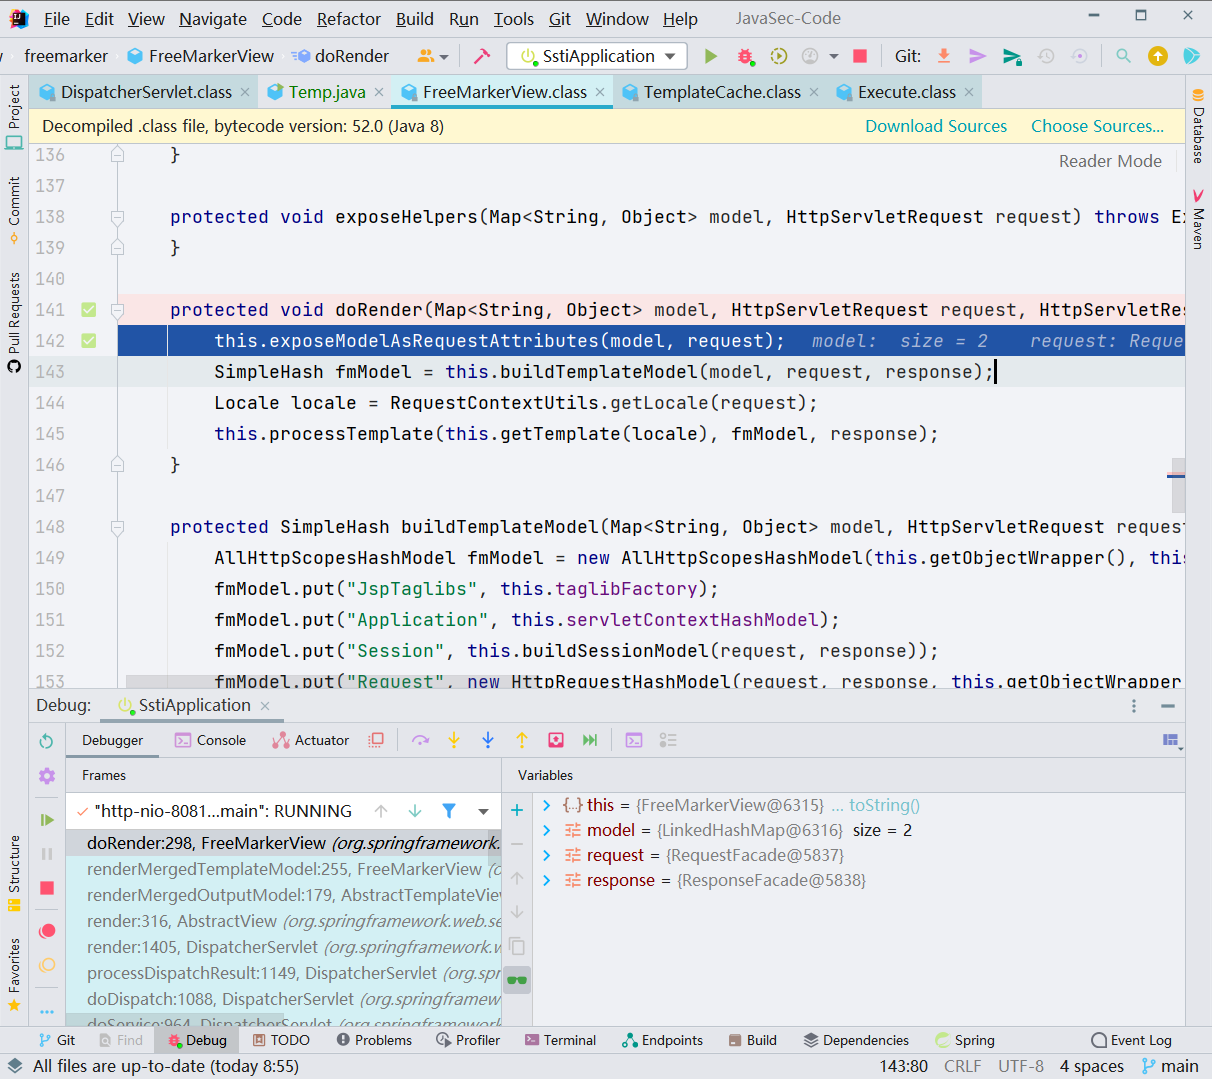 File Edit View Navigate Code Refactor Build Run Tools Git Window Help JavaSec-Code
freemarker FreeMarkerView doRender SstiApplication Git:
DispatcherServlet.class Temp.java FreeMarkerView.class TemplateCache.class Execute.class
Decompiled .class file, bytecode version: 52.0 (Java 8) Download Sources Choose Sources...
Reader Mode
136 }
137
138 protected void exposeHelpers(Map<String, Object> model, HttpServletRequest request) throws Ex
139 }
140
141 protected void doRender(Map<String, Object> model, HttpServletRequest request, HttpServletRes
142 this.exposeModelAsRequestAttributes(model, request); model: size = 2 request: Reque
143 SimpleHash fmModel = this.buildTemplateModel(model, request, response);
144 Locale locale = RequestContextUtils.getLocale(request);
145 this.processTemplate(this.getTemplate(locale), fmModel, response);
146 }
147
148 protected SimpleHash buildTemplateModel(Map<String, Object> model, HttpServletRequest request
149 AllHttpScopesHashModel fmModel = new AllHttpScopesHashModel(this.getObjectWrapper(), this
150 fmModel.put("JspTaglibs", this.taglibFactory);
151 fmModel.put("Application", this.servletContextHashModel);
152 fmModel.put("Session", this.buildSessionModel(request, response));
153 fmModel.put("Request", new HttpRequestHashModel(request, response, this.getObjectWrapper
Project
Commit
Pull Requests
Structure
Favorites
Database
Maven
Debug: SstiApplication
Debugger Console Actuator
Frames
Variables
"http-nio-8081...main": RUNNING
doRender:298, FreeMarkerView (org.springframework.
renderMergedTemplateModel:255, FreeMarkerView (o
renderMergedOutputModel:179, AbstractTemplateView
render:316, AbstractView (org.springframework.web.se
render:1405, DispatcherServlet (org.springframework.w
processDispatchResult:1149, DispatcherServlet (org.spr
doDispatch:1088, DispatcherServlet (org.springframew
doService:964, DispatcherServlet (org.springframework
this = {FreeMarkerView@6315} ... toString()
model = {LinkedHashMap@6316} size = 2
request = {RequestFacade@5837}
response = {ResponseFacade@5838}
Git Find Debug TODO Problems Profiler Terminal Endpoints Build Dependencies Spring Event Log
All files are up-to-date (today 8:55) 143:80 CRLF UTF-8 4 spaces main